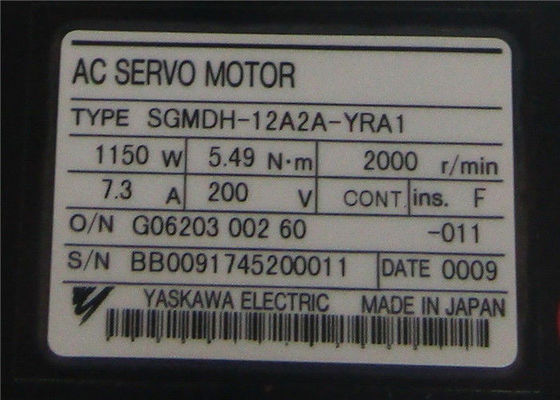 AC SERVO MOTOR
TYPE SGMDH-12A2A-YRA1
1150 W 5.49 N·m 2000 r/min
7.3 A 200 V CONT. ins. F
O/N G06203 002 60 -011
S/N BB0091745200011 DATE 0009
YASKAWA ELECTRIC MADE IN JAPAN